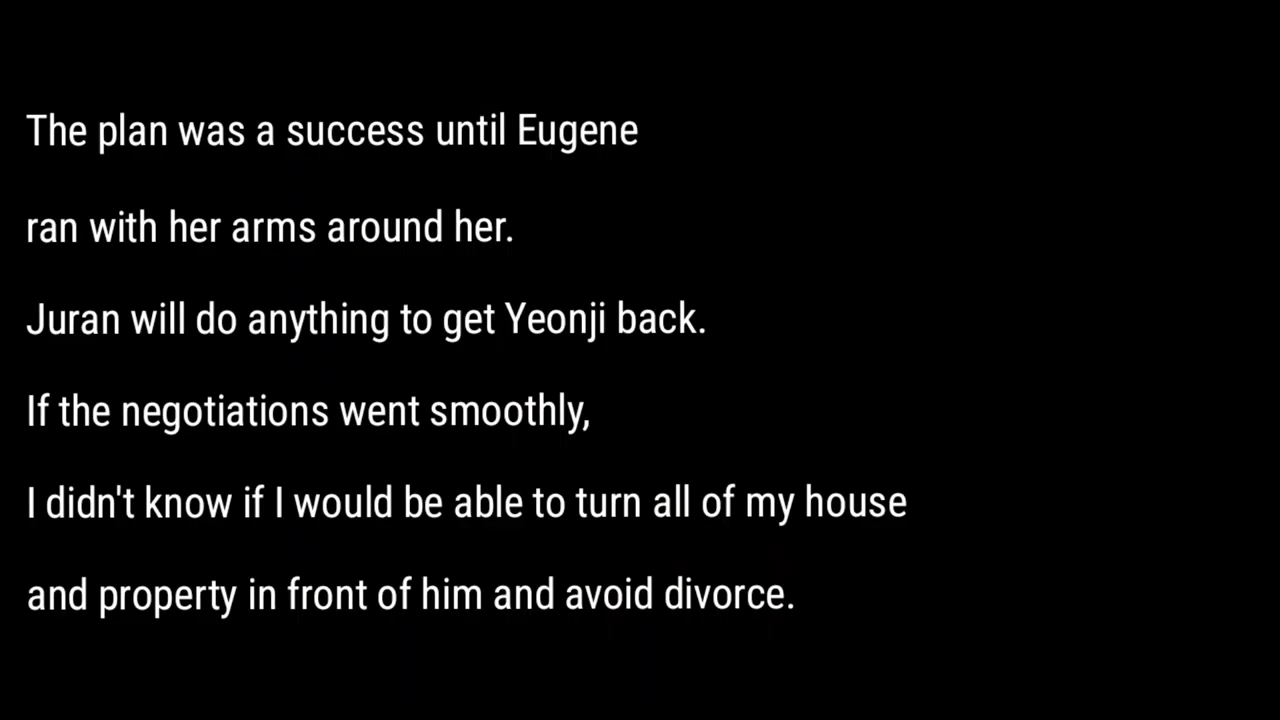 The plan was a success until Eugene
ran with her arms around her.
Juran will do anything to get Yeonji back.
If the negotiations went smoothly,
I didn't know if I would be able to turn all of my house
and property in front of him and avoid divorce.